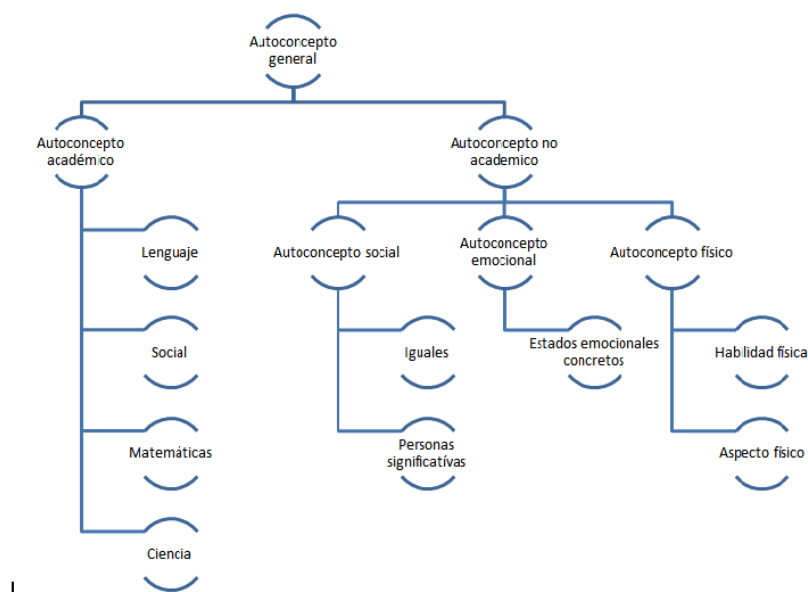 Autoconcepto
general
Autoconcepto
académico
Autoconcepto no
academico
Lenguaje
Social
Matemáticas
Ciencia
Autoconcepto social
Iguales
Personas
significatívas
Autoconcepto
emocional
Estados emocionales
concretos
Autoconcepto físico
Habilidad física
Aspecto físico